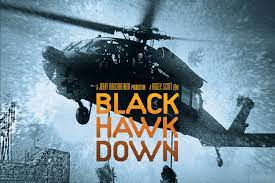 A JERRY BRUCKHEIMER PRODUCTION A RIDLEY SCOTT FILM
BLACK
HAWK
DOWN